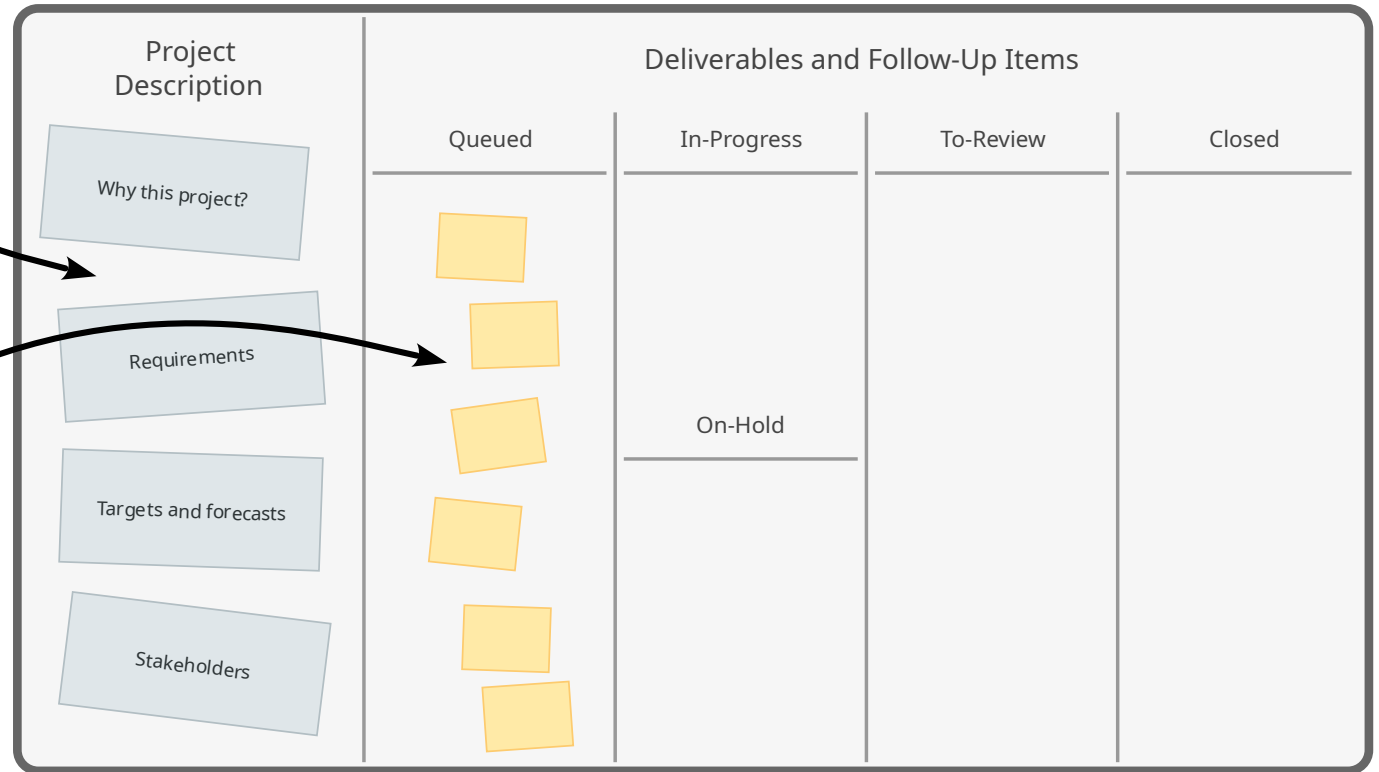 Project
Description
Deliverables and Follow-Up Items
Queued
In-Progress
To-Review
Closed
Why this project?
Requirements
On-Hold
Targets and forecasts
Stakeholders